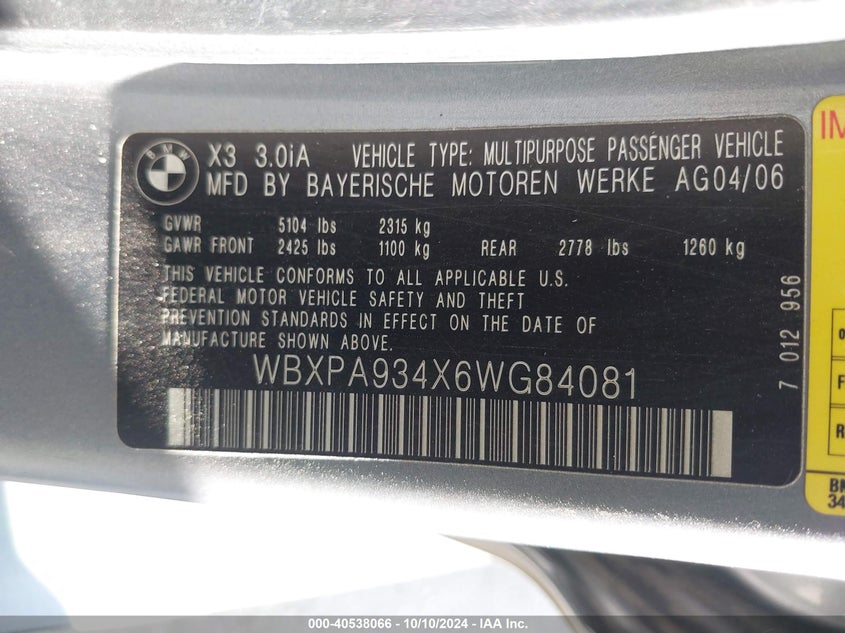 BMW
X3 3.0iA VEHICLE TYPE: MULTIPURPOSE PASSENGER VEHICLE
MFD BY BAYERISCHE MOTOREN WERKE AG04/06
GVWR 5104 lbs 2315 kg
GAWR FRONT 2425 lbs 1100 kg REAR 2778 lbs 1260 kg
THIS VEHICLE CONFORMS TO ALL APPLICABLE U.S.
FEDERAL MOTOR VEHICLE SAFETY AND THEFT
PREVENTION STANDARDS IN EFFECT ON THE DATE OF
MANUFACTURE SHOWN ABOVE.
WBXPA934X6WG84081
7 012 956
000-40538066 - 10/10/2024 - IAA Inc.